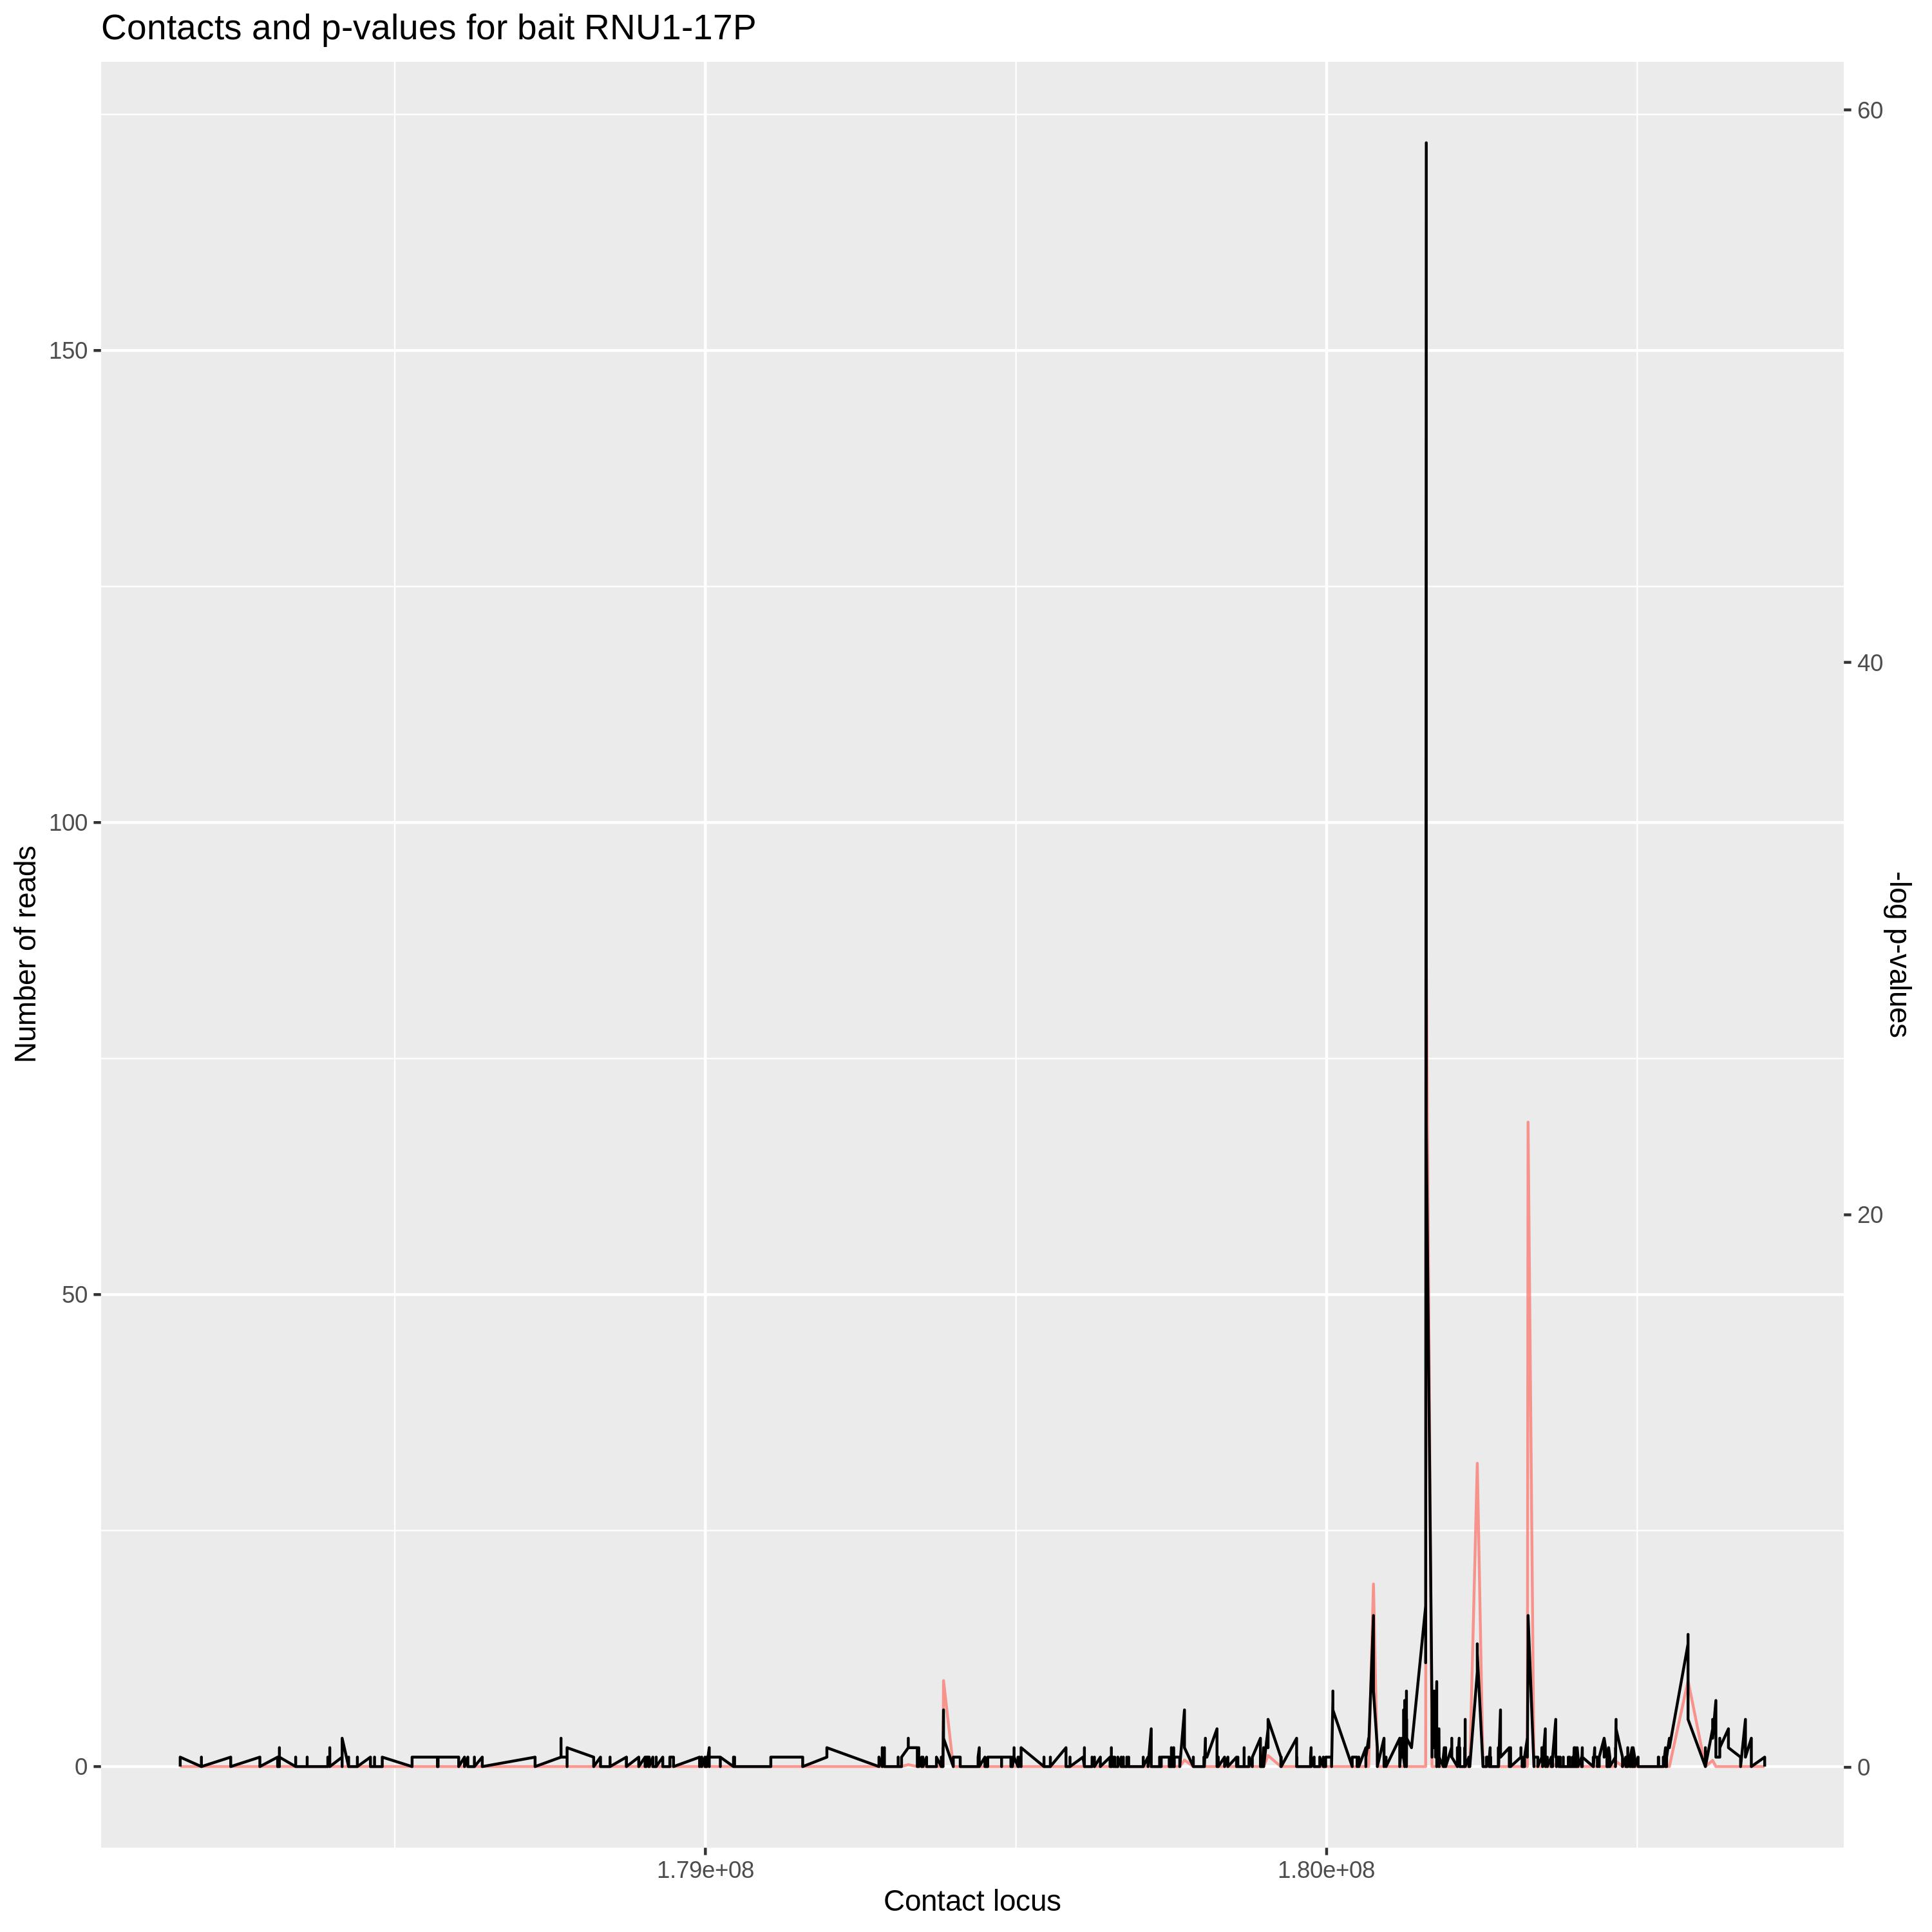 Contacts and p-values for bait RNU1-17P
60
150
40
100
Number of reads
-log p-values
20
50
0
0
1.79e+08
1.80e+08
Contact locus